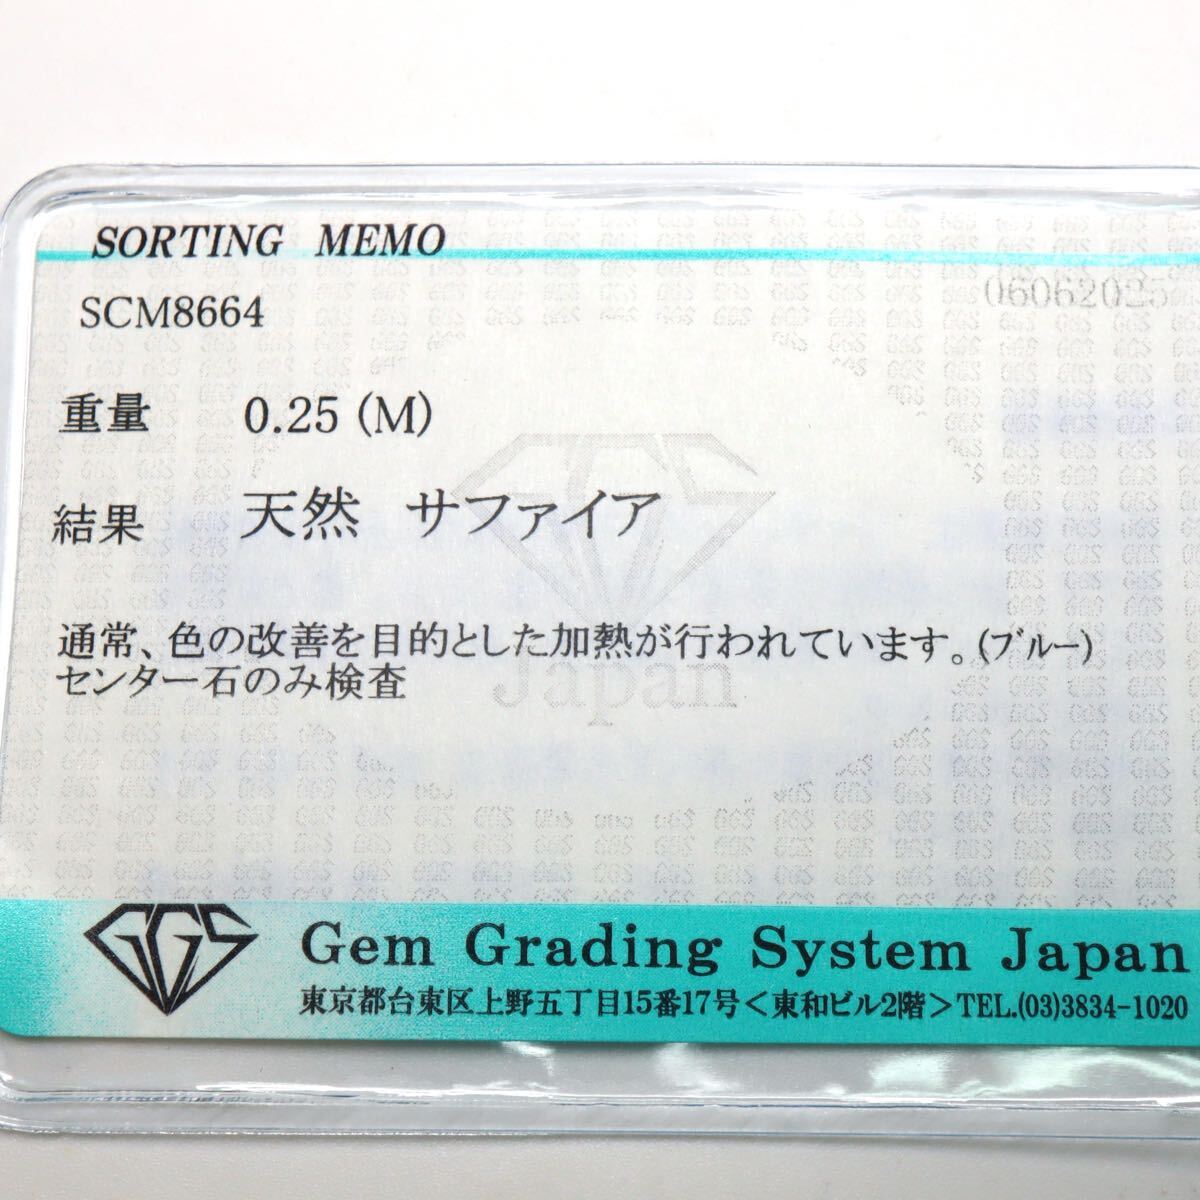 SORTING MEMO
SCM8664
06062025
重量 0.25 (M)
結果 天然 サファイア
通常、色の改善を目的とした加熱が行われています。(ブルー)
センター石のみ検査
GGS
Japan
GGS
Gem Grading System Japan
東京都台東区上野五丁目15番17号<東和ビル2階>TEL.(03)3834-1020